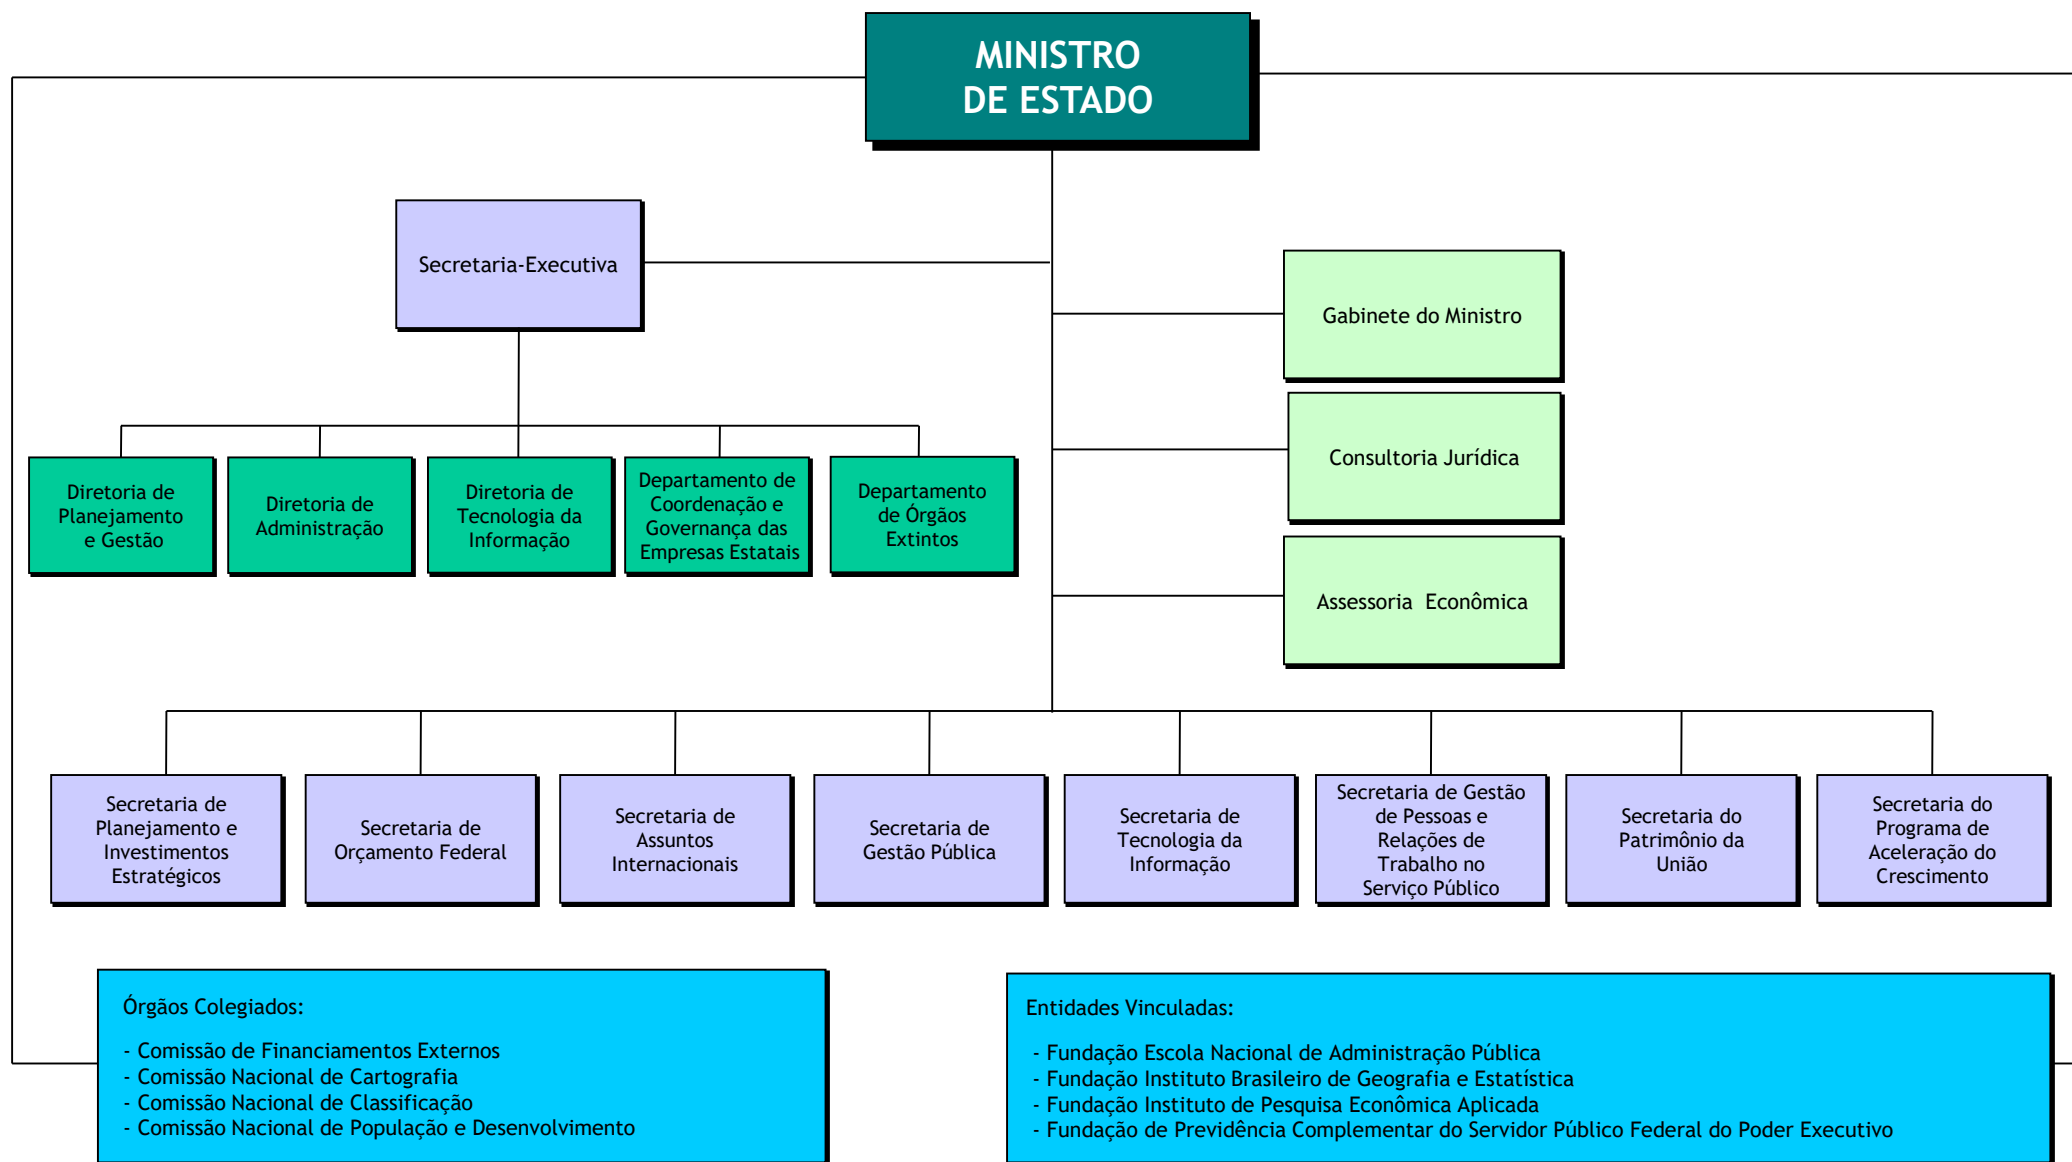 MINISTRO
DE ESTADO
Secretaria-Executiva
Gabinete do Ministro
Consultoria Jurídica
Assessoria  Econômica
Diretoria de
Planejamento
e Gestão
Diretoria de
Administração
Diretoria de
Tecnologia da
Informação
Departamento de
Coordenação e
Governança das
Empresas Estatais
Departamento
de Órgãos
Extintos
Secretaria de
Planejamento e
Investimentos
Estratégicos
Secretaria de
Orçamento Federal
Secretaria de
Assuntos
Internacionais
Secretaria de
Gestão Pública
Secretaria de
Tecnologia da
Informação
Secretaria de Gestão
de Pessoas e
Relações de
Trabalho no
Serviço Público
Secretaria do
Patrimônio da
União
Secretaria do
Programa de
Aceleração do
Crescimento
Órgãos Colegiados:
- Comissão de Financiamentos Externos
- Comissão Nacional de Cartografia
- Comissão Nacional de Classificação
- Comissão Nacional de População e Desenvolvimento
Entidades Vinculadas:
- Fundação Escola Nacional de Administração Pública
- Fundação Instituto Brasileiro de Geografia e Estatística
- Fundação Instituto de Pesquisa Econômica Aplicada
- Fundação de Previdência Complementar do Servidor Público Federal do Poder Executivo